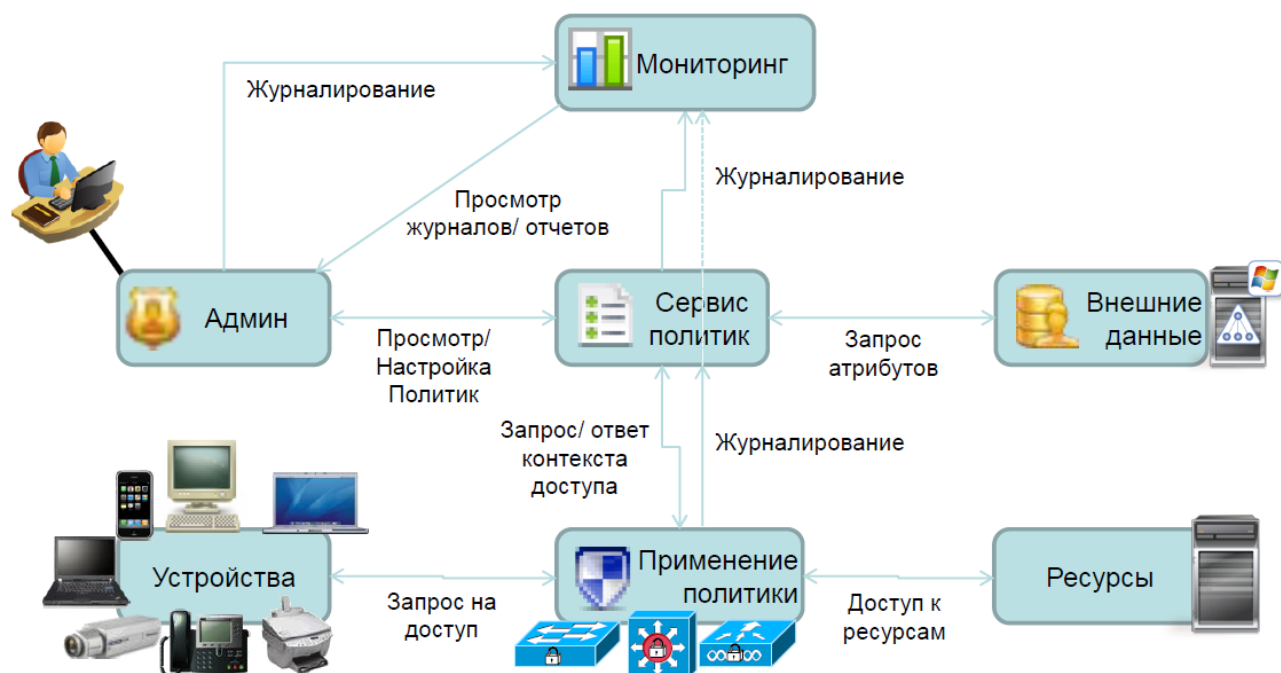 Мониторинг
Журналирование
Журналирование
Просмотр
журналов/ отчетов
Админ
Сервис
политик
Внешние
данные
Просмотр/
Настройка
Политик
Запрос
атрибутов
Запрос/ ответ
контекста
доступа
Журналирование
Устройства
Применение
политики
Ресурсы
Запрос на
доступ
Доступ к
ресурсам